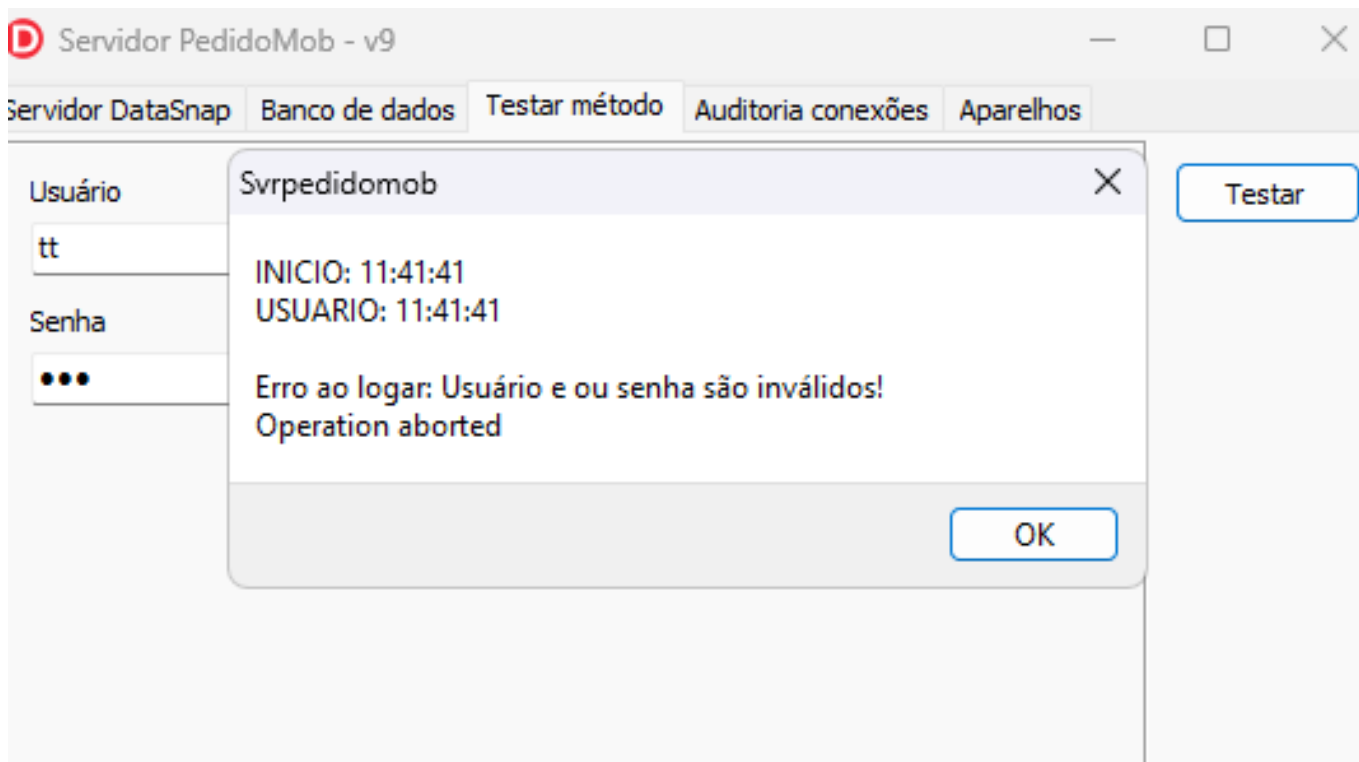 Servidor PedidoMob - v9
Servidor DataSnap Banco de dados Testar método Auditoria conexões Aparelhos
Usuário
tt
Senha
•••
Svrpedidomob
INICIO: 11:41:41
USUARIO: 11:41:41
Erro ao logar: Usuário e ou senha são inválidos!
Operation aborted
OK
Testar